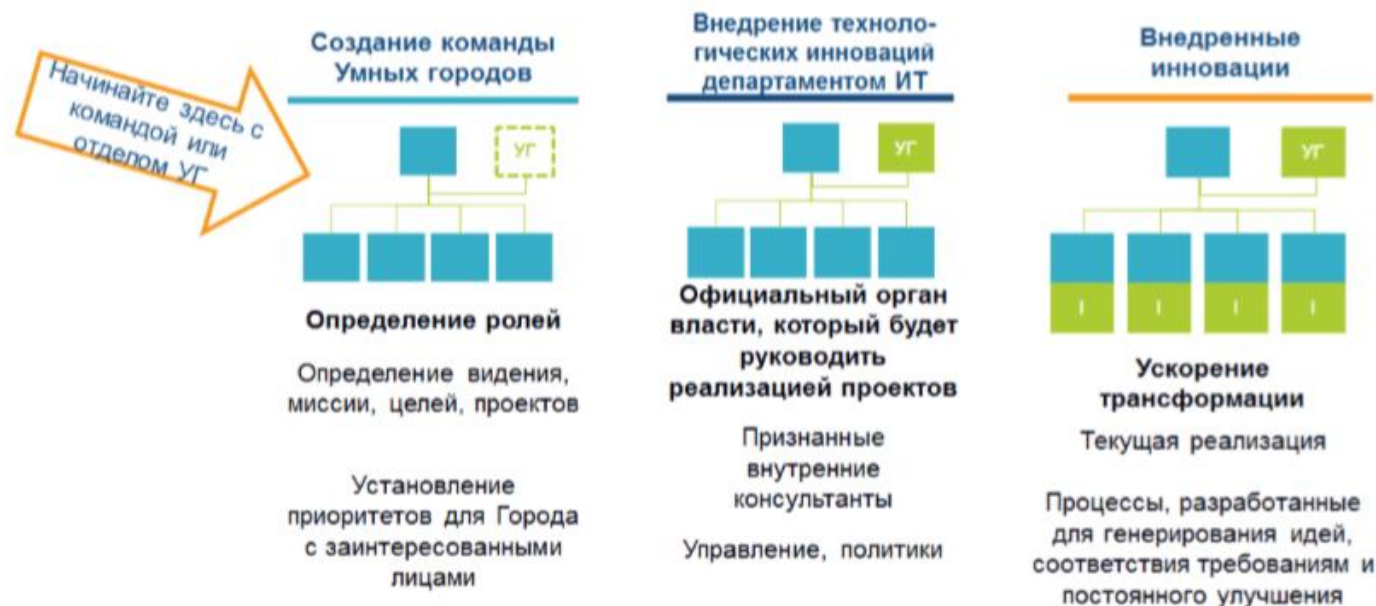 Начинайте здесь с
командой или
отделом УГ
Создание команды
Умных городов
УГ
Определение ролей
Определение видения,
миссии, целей, проектов
Установление
приоритетов для Города
с заинтересованными
лицами
Внедрение техноло-
гических инноваций
департаментом ИТ
УГ
Официальный орган
власти, который будет
руководить
реализацией проектов
Признанные
внутренние
консультанты
Управление, политики
Внедренные
инновации
УГ
I I I I
Ускорение
трансформации
Текущая реализация
Процессы, разработанные
для генерирования идей,
соответствия требованиям и
постоянного улучшения